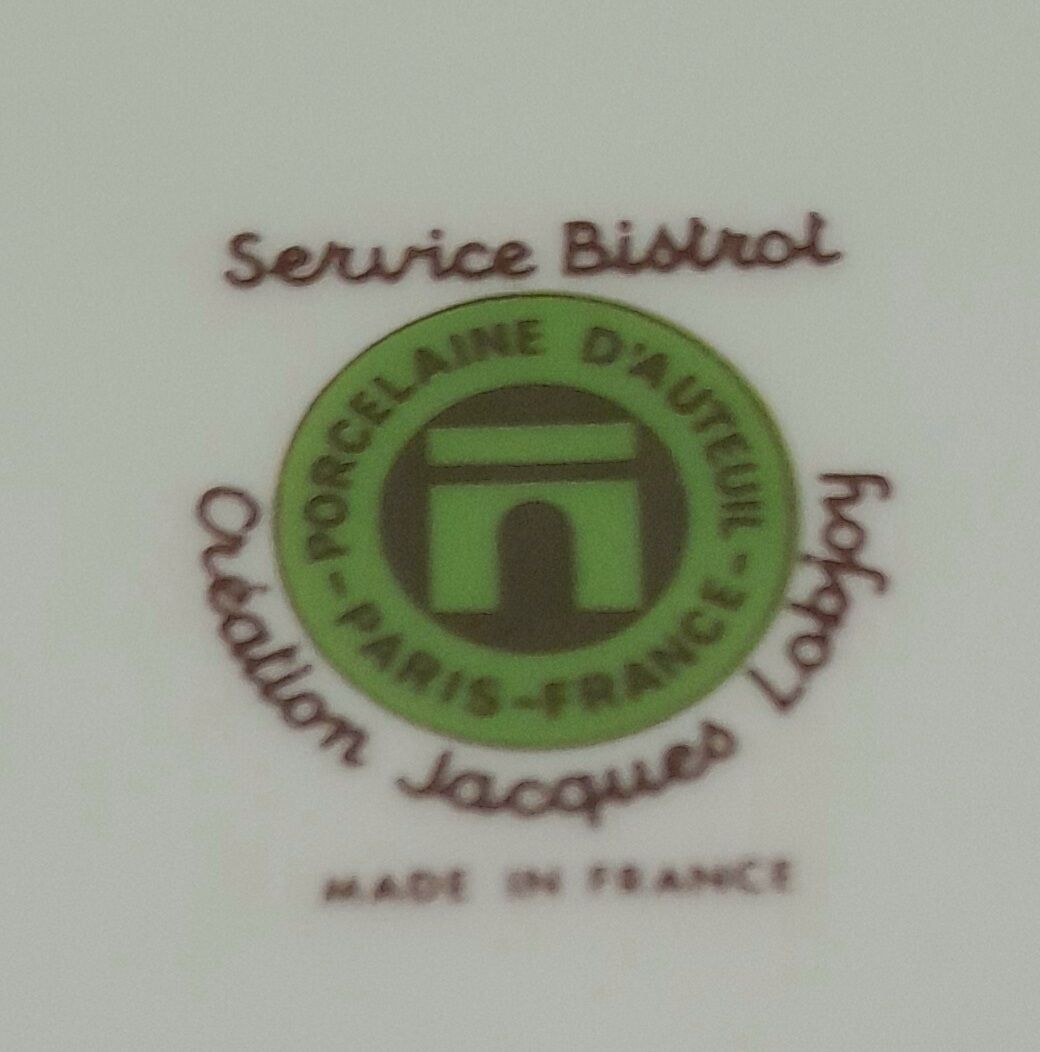 Service Bistrot
PORCELAINE D'AUTEUIL
- PARIS-FRANCE -
Création Jacques Lobjoy
MADE IN FRANCE